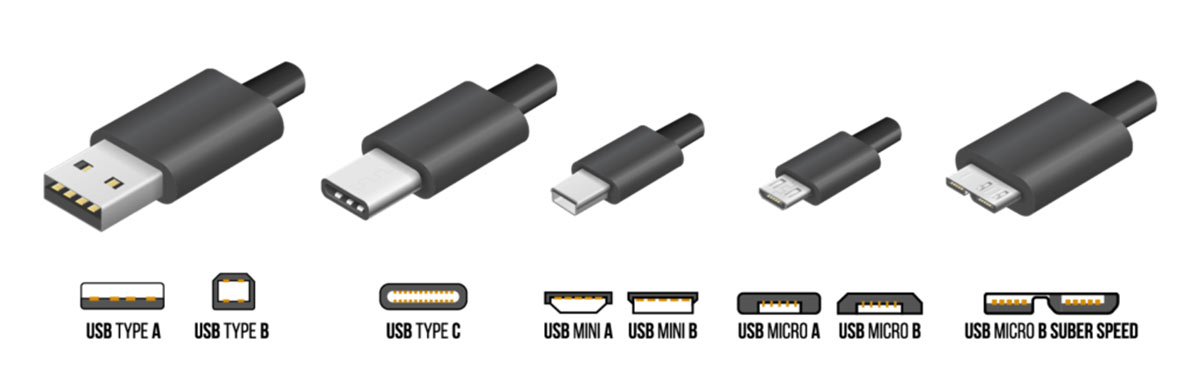 USB TYPE A
USB TYPE B
USB TYPE C
USB MINI A
USB MINI B
USB MICRO A
USB MICRO B
USB MICRO B SUBER SPEED